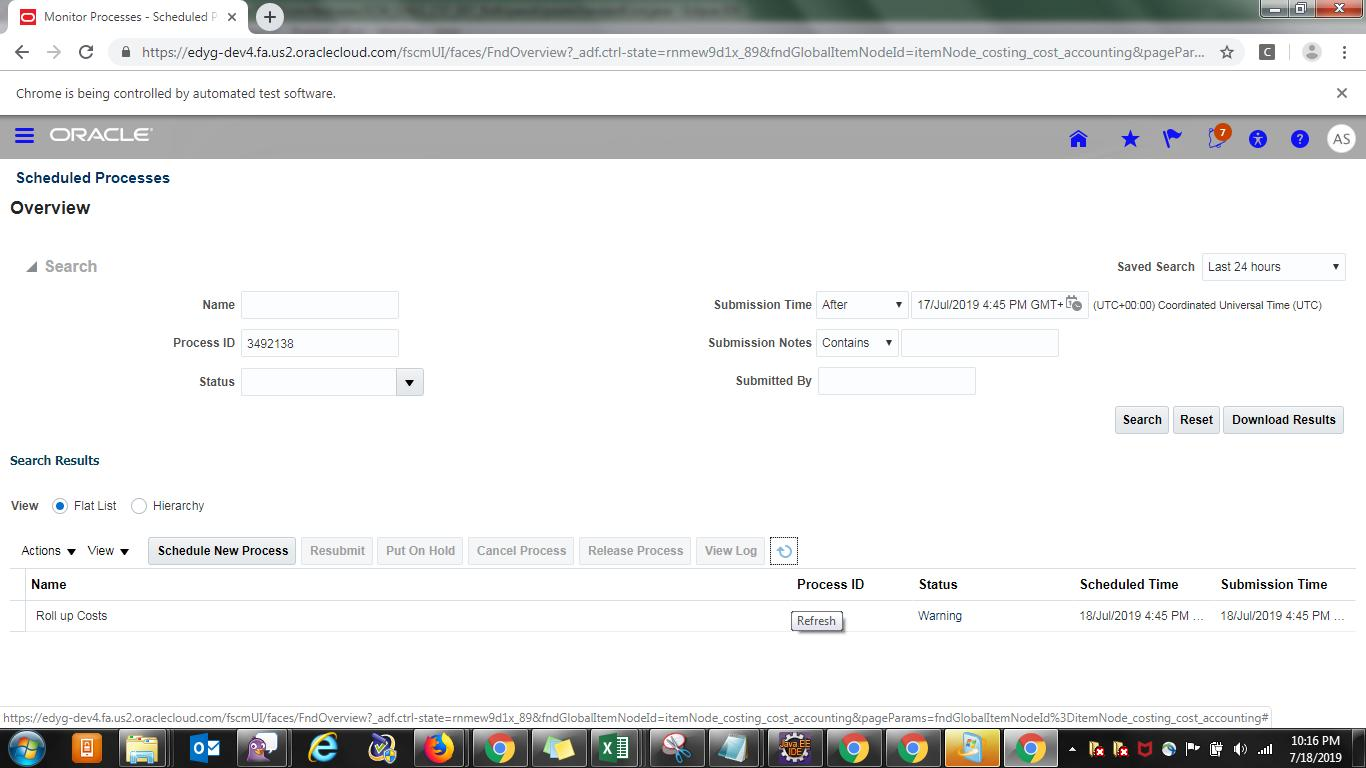 Monitor Processes - Scheduled P
https://edyg-dev4.fa.us2.oraclecloud.com/fscmUI/faces/FndOverview?_adf.ctrl-state=rnmew9d1x_89&fndGlobalItemNodeId=itemNode_costing_cost_accounting&pagePar...
C
Chrome is being controlled by automated test software.
ORACLE
7
AS
Scheduled Processes
Overview
Search
Saved Search Last 24 hours
Name
Submission Time After 17/Jul/2019 4:45 PM GMT+ (UTC+00:00) Coordinated Universal Time (UTC)
Process ID 3492138
Submission Notes Contains
Status
Submitted By
Search Reset Download Results
Search Results
View Flat List Hierarchy
Actions View Schedule New Process Resubmit Put On Hold Cancel Process Release Process View Log
Name Process ID Status Scheduled Time Submission Time
Roll up Costs Warning 18/Jul/2019 4:45 PM ... 18/Jul/2019 4:45 PM ...
Refresh
https://edyg-dev4.fa.us2.oraclecloud.com/fscmUI/faces/FndOverview?_adf.ctrl-state=rnmew9d1x_89&fndGlobalItemNodeId=itemNode_costing_cost_accounting&pageParams=fndGlobalItemNodeId%3DitemNode_costing_cost_accounting#
Java EE
IDE
10:16 PM
7/18/2019